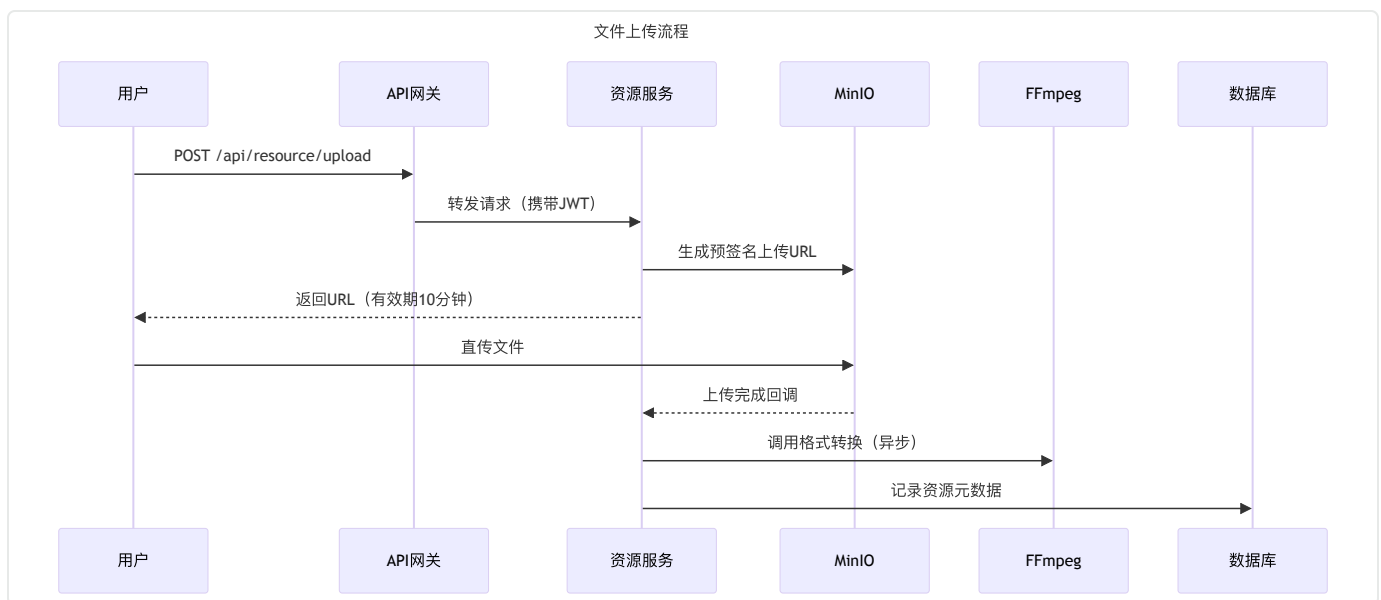 文件上传流程
用户
API网关
资源服务
MinIO
FFmpeg
数据库
POST /api/resource/upload
转发请求（携带JWT）
生成预签名上传URL
返回URL（有效期10分钟）
直传文件
上传完成回调
调用格式转换（异步）
记录资源元数据
用户
API网关
资源服务
MinIO
FFmpeg
数据库